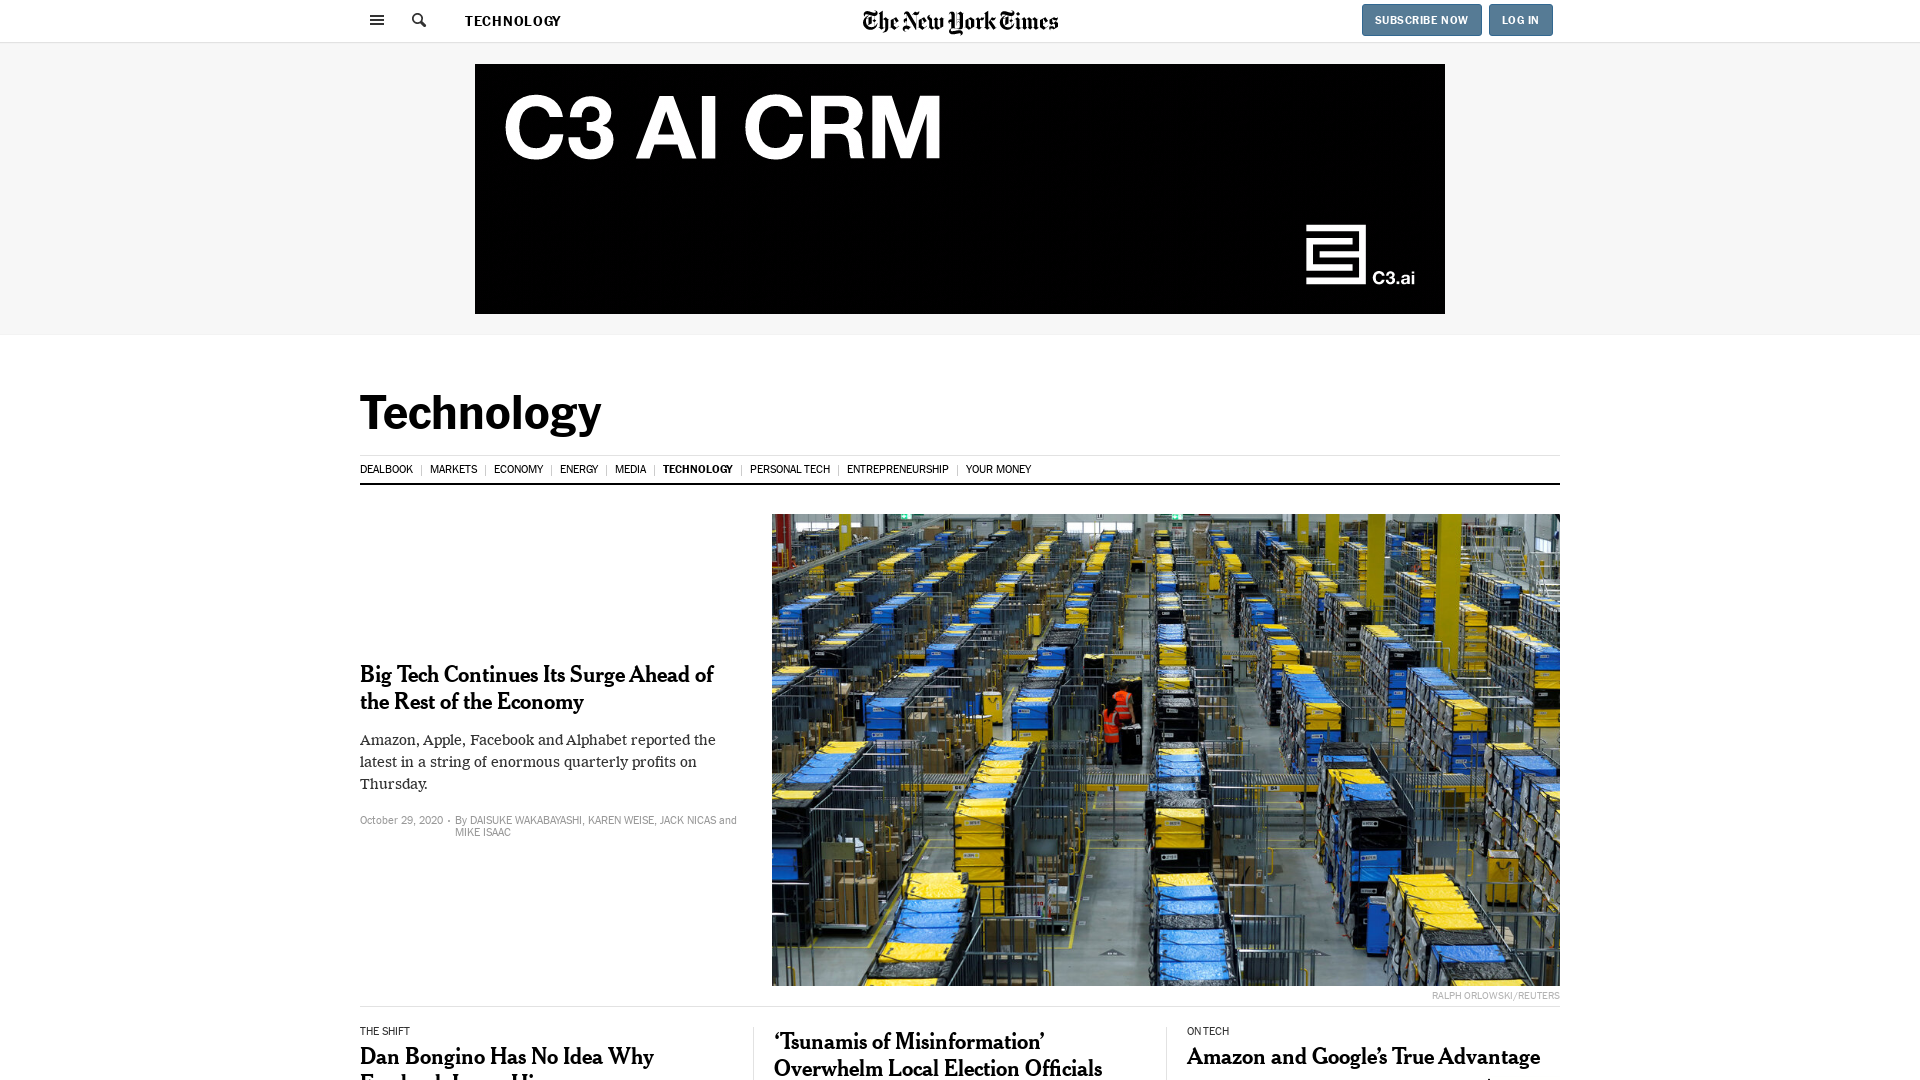 TECHNOLOGY
The New York Times
SUBSCRIBE NOW
LOG IN
C3 AI CRM
C3.ai
Technology
DEALBOOK
MARKETS
ECONOMY
ENERGY
MEDIA
TECHNOLOGY
PERSONAL TECH
ENTREPRENEURSHIP
YOUR MONEY
Big Tech Continues Its Surge Ahead of
the Rest of the Economy
Amazon, Apple, Facebook and Alphabet reported the
latest in a string of enormous quarterly profits on
Thursday.
October 29, 2020 • By DAISUKE WAKABAYASHI, KAREN WEISE, JACK NICAS and
MIKE ISAAC
RALPH ORLOWSKI/REUTERS
THE SHIFT
Dan Bongino Has No Idea Why
‘Tsunamis of Misinformation’
Overwhelm Local Election Officials
ON TECH
Amazon and Google’s True Advantage